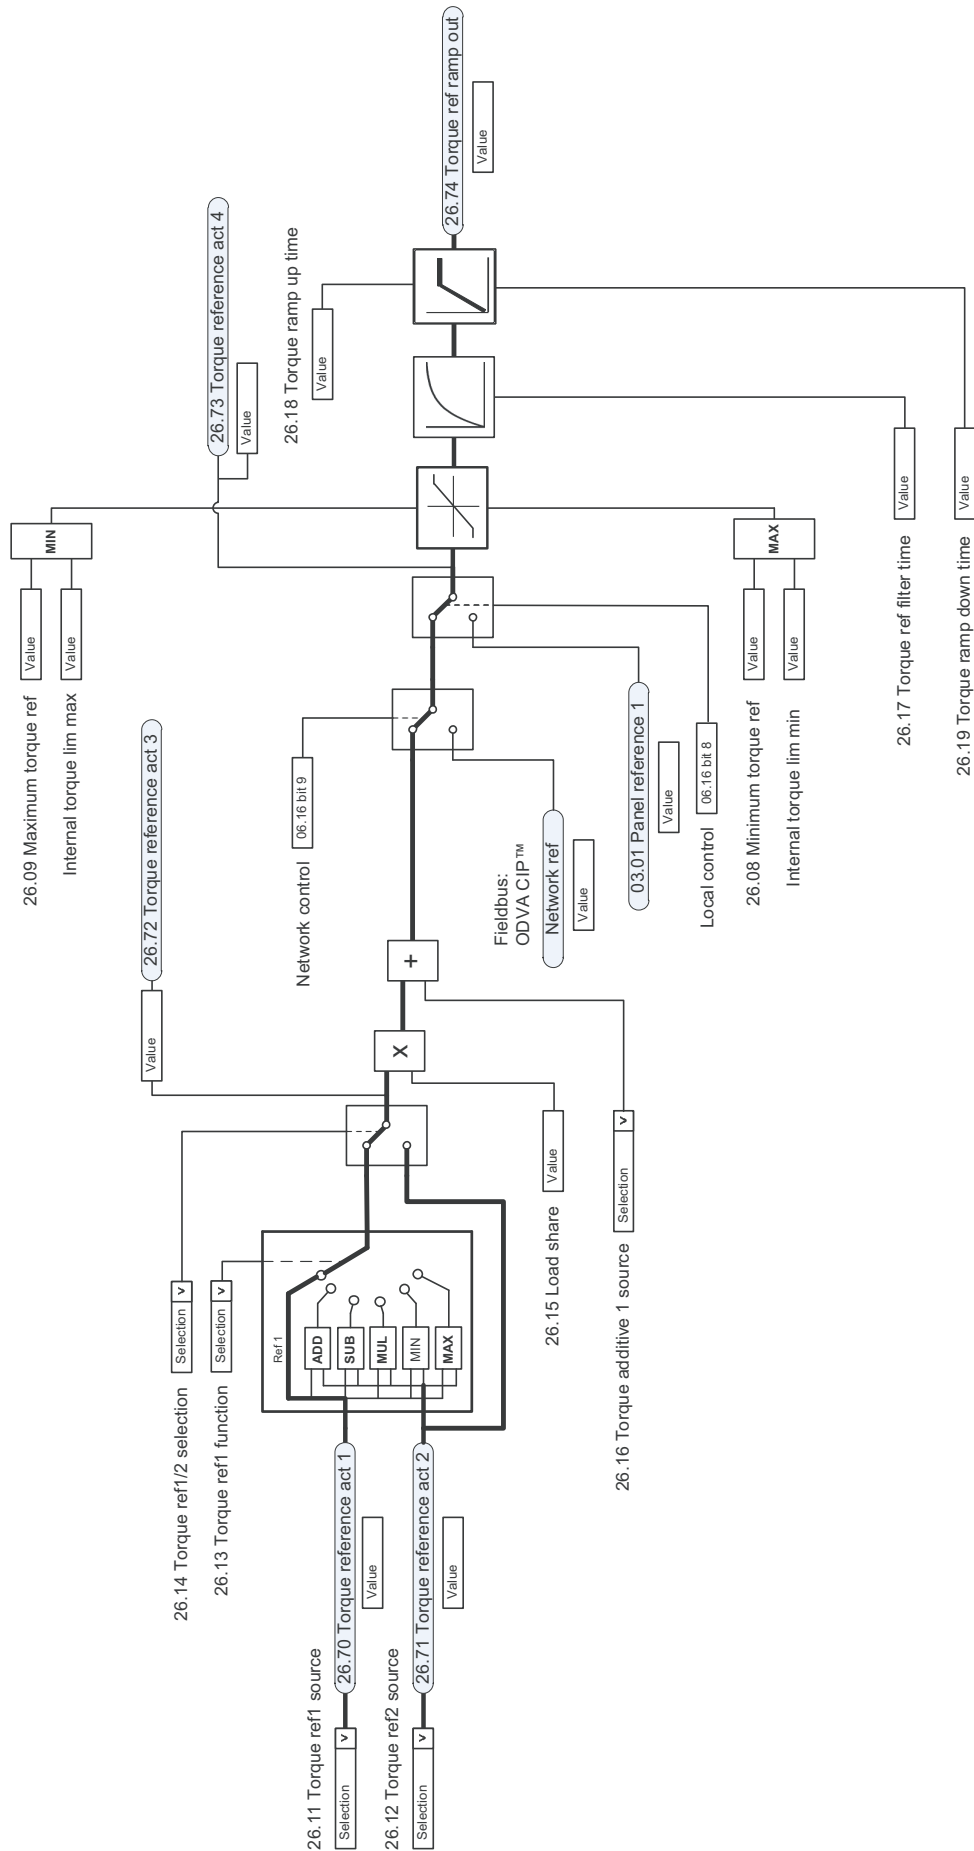 26.11 Torque ref1 source
Selection
v
26.70 Torque reference act 1
Value
26.12 Torque ref2 source
Selection
v
26.71 Torque reference act 2
Value
26.14 Torque ref1/2 selection
Selection
v
26.13 Torque ref1 function
Selection
v
Ref 1
ADD
SUB
MUL
MIN
MAX
Value
26.72 Torque reference act 3
26.15 Load share
Value
26.16 Torque additive 1 source
Selection
v
X
+
Network control
06.16 bit 9
Fieldbus:
ODVA CIP™
Network ref
Value
03.01 Panel reference 1
Value
Local control
06.16 bit 8
26.09 Maximum torque ref
Value
Internal torque lim max
Value
MIN
26.73 Torque reference act 4
Value
26.08 Minimum torque ref
Value
Internal torque lim min
Value
MAX
26.18 Torque ramp up time
Value
26.17 Torque ref filter time
Value
26.19 Torque ramp down time
Value
26.74 Torque ref ramp out
Value